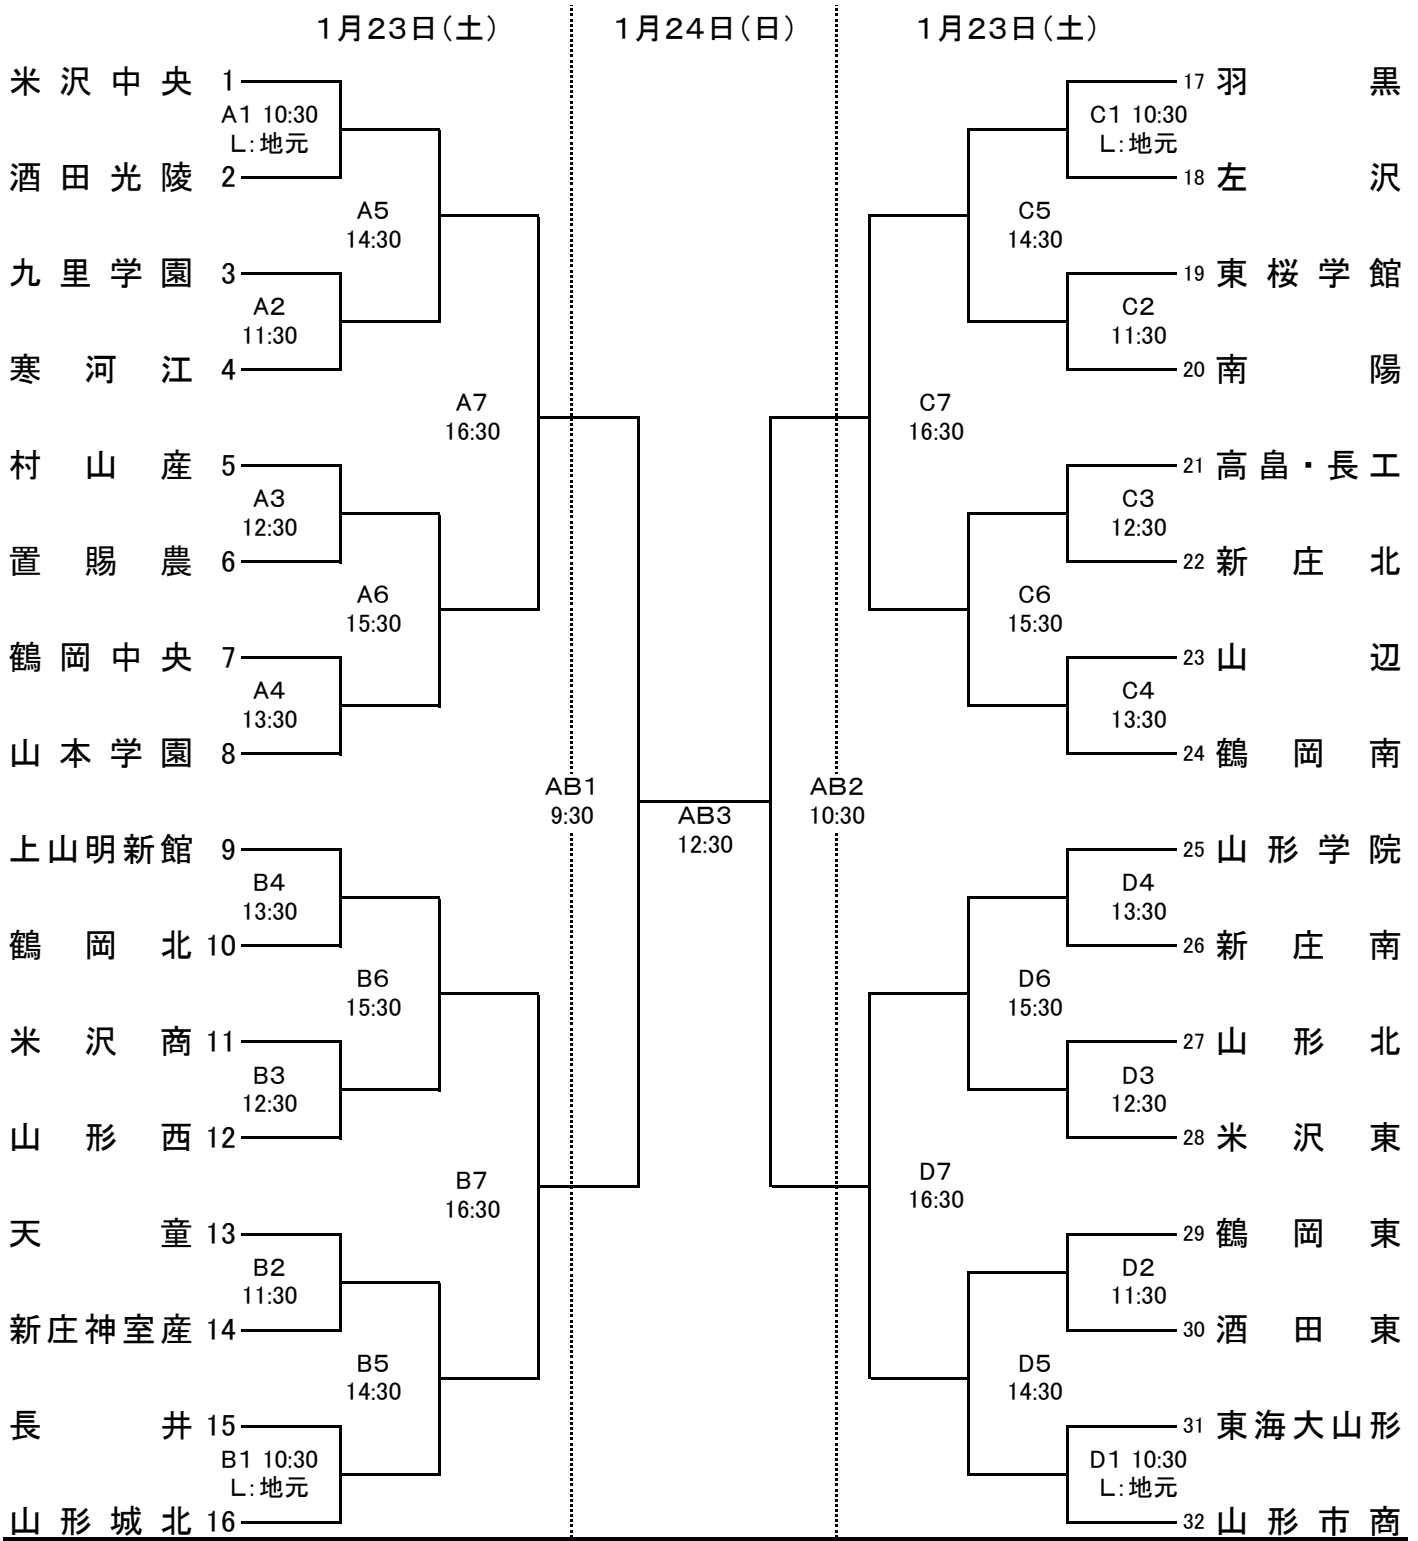 1月23日(土) 1月24日(日) 1月23日(土)
米沢中央 1
A1 10:30
L:地元
酒田光陵 2
A5
14:30
九里学園 3
A2
11:30
寒河江 4
A7
16:30
村山産 5
A3
12:30
置賜農 6
A6
15:30
鶴岡中央 7
A4
13:30
山本学園 8
上山明新館 9
B4
13:30
鶴岡北 10
B6
15:30
米沢商 11
B3
12:30
山形西 12
B7
16:30
天童 13
B2
11:30
新庄神室産 14
B5
14:30
長井 15
B1 10:30
L:地元
山形城北 16
AB1
9:30
AB3
12:30
AB2
10:30
17 羽黒
C1 10:30
L:地元
18 左沢
C5
14:30
19 東桜学館
C2
11:30
20 南陽
C7
16:30
21 高畠・長工
C3
12:30
22 新庄北
C6
15:30
23 山辺
C4
13:30
24 鶴岡南
25 山形学院
D4
13:30
26 新庄南
D6
15:30
27 山形北
D3
12:30
28 米沢東
D7
16:30
29 鶴岡東
D2
11:30
30 酒田東
D5
14:30
31 東海大山形
D1 10:30
L:地元
32 山形市商